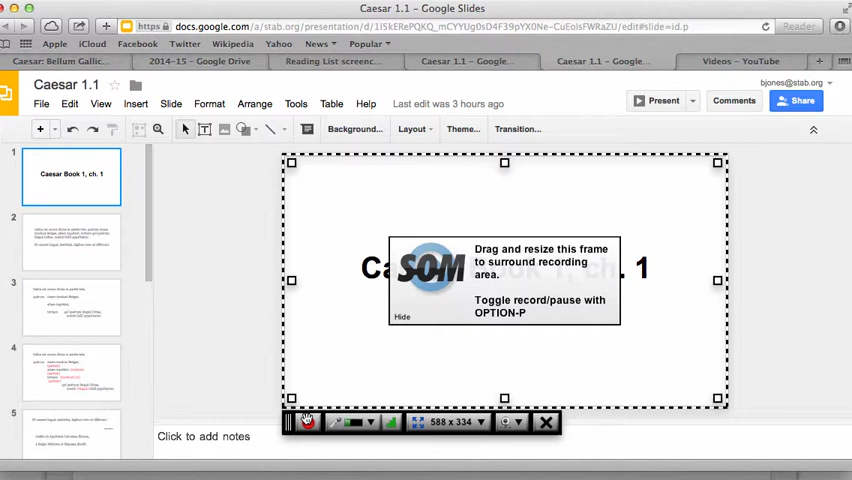 Caesar 1.1 - Google Slides
https docs.google.com/a/stab.org/presentation/d/1I5kERePQKQ_mCYYUg0sD4F39pYX0Ne-CuEoisFWRaZU/edit#slide=id.p
Reader
Apple iCloud Facebook Twitter Wikipedia Yahoo News Popular
Caesar: Bellum Gallic... 2014-15 - Google Drive Reading List screenc... Caesar 1.1 - Google... Caesar 1.1 - Google... Videos - YouTube
Caesar 1.1
bjones@stab.org
File Edit View Insert Slide Format Arrange Tools Table Help Last edit was 3 hours ago
Present Comments Share
Background... Layout Theme... Transition...
1
Caesar Book 1, ch. 1
2
3
4
5
. 1
SOM
Drag and resize this frame
to surround recording
area.
Toggle record/pause with
OPTION-P
Hide
588 x 334
Click to add notes